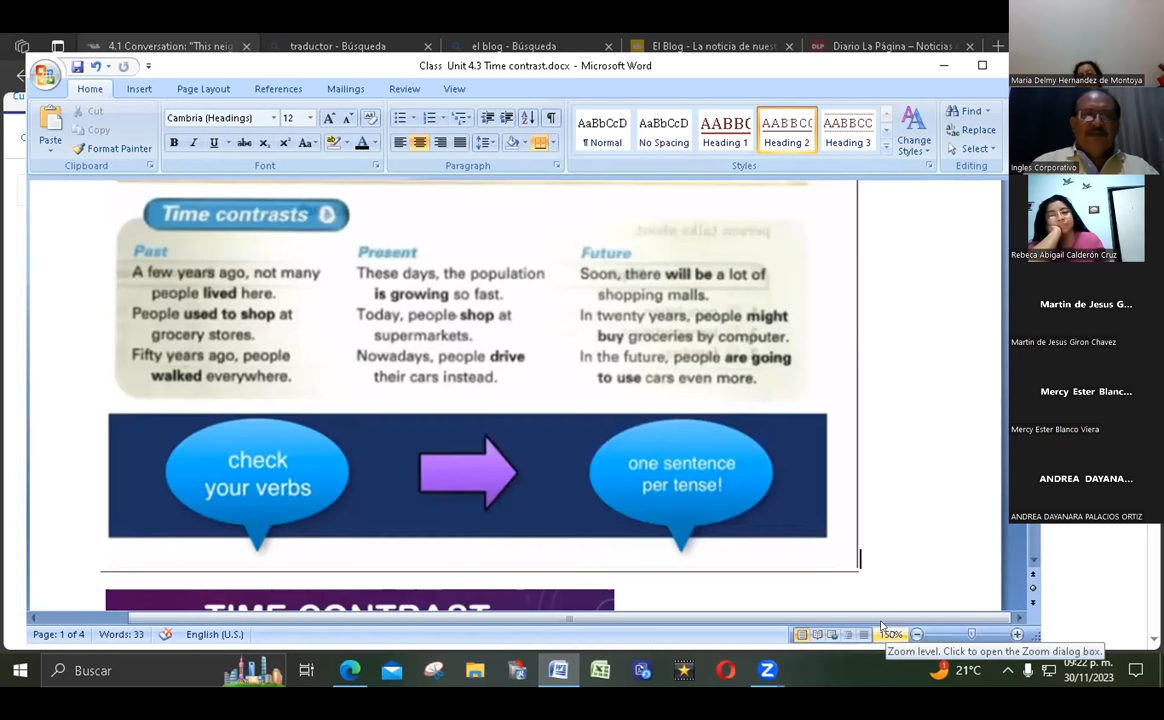 4.1 Conversation: "This neig
traductor - Búsqueda
el blog - Búsqueda
El Blog - La noticia de nuest
Diario La Página – Noticias
Class Unit 4.3 Time contrast.docx - Microsoft Word
Home
Insert
Page Layout
References
Mailings
Review
View
Cut
Copy
Format Painter
Paste
Clipboard
Cambria (Headings)
12
Font
Paragraph
AaBbCcD
¶ Normal
AaBbCcD
No Spacing
AABBC
Heading 1
AABBCC
Heading 2
AABBCC
Heading 3
Change
Styles
Styles
Find
Replace
Select
Editing
Time contrasts
Past
A few years ago, not many
people lived here.
People used to shop at
grocery stores.
Fifty years ago, people
walked everywhere.
Present
These days, the population
is growing so fast.
Today, people shop at
supermarkets.
Nowadays, people drive
their cars instead.
Future
Soon, there will be a lot of
shopping malls.
In twenty years, people might
buy groceries by computer.
In the future, people are going
to use cars even more.
check
your verbs
one sentence
per tense!
TIME CONTRAST
Page: 1 of 4
Words: 33
English (U.S.)
150%
Zoom level. Click to open the Zoom dialog box.
Buscar
21°C
09:22 p. m.
30/11/2023
Maria Delmy Hernandez de Montoya
Ingles Corporativo
Rebeca Abigail Calderón Cruz
Martin de Jesus G...
Martin de Jesus Giron Chavez
Mercy Ester Blanc...
Mercy Ester Blanco Viera
ANDREA DAYANA...
ANDREA DAYANARA PALACIOS ORTIZ